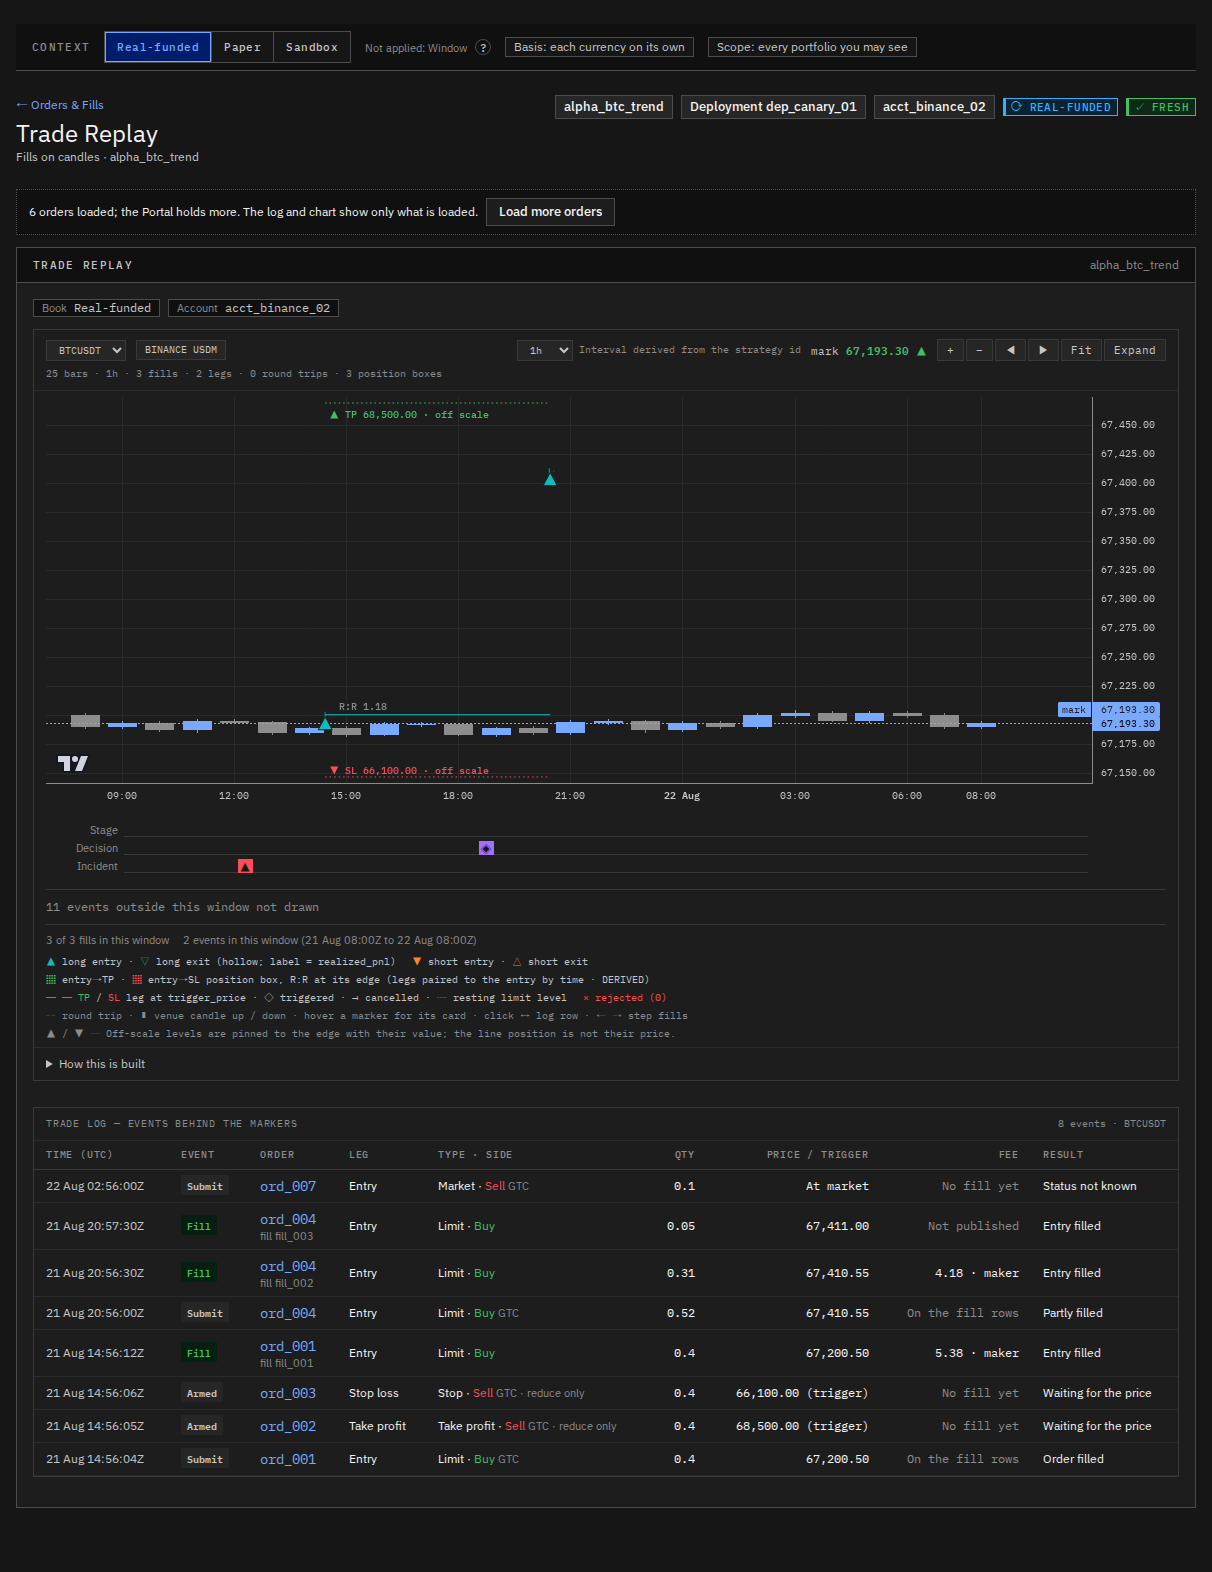 CONTEXT Real-funded Paper Sandbox Not applied: Window ? Basis: each currency on its own Scope: every portfolio you may see
← Orders & Fills
alpha_btc_trend Deployment dep_canary_01 acct_binance_02 REAL-FUNDED ✓ FRESH
Trade Replay
Fills on candles · alpha_btc_trend
6 orders loaded; the Portal holds more. The log and chart show only what is loaded. Load more orders
TRADE REPLAY alpha_btc_trend
Book Real-funded Account acct_binance_02
BTCUSDT BINANCE USDM 1h Interval derived from the strategy id mark 67,193.30 ▲ + − ◀ ▶ Fit Expand
25 bars · 1h · 3 fills · 2 legs · 0 round trips · 3 position boxes
▲ TP 68,500.00 · off scale
67,450.00
67,425.00
67,400.00
67,375.00
67,350.00
67,325.00
67,300.00
67,275.00
67,250.00
67,225.00
R:R 1.18
mark 67,193.30
67,193.30
67,175.00
▼ SL 66,100.00 · off scale
67,150.00
09:00 12:00 15:00 18:00 21:00 22 Aug 03:00 06:00 08:00
Stage
Decision
Incident
11 events outside this window not drawn
3 of 3 fills in this window 2 events in this window (21 Aug 08:00Z to 22 Aug 08:00Z)
▲ long entry · ▽ long exit (hollow; label = realized_pnl) ▼ short entry · △ short exit
▦ entry→TP · ▦ entry→SL position box, R:R at its edge (legs paired to the entry by time · DERIVED)
— — TP / SL leg at trigger_price · ◇ triggered · ⊣ cancelled · — resting limit level × rejected (0)
-- round trip · ▮ venue candle up / down · hover a marker for its card · click ↔ log row · ← → step fills
▲ / ▼ — Off-scale levels are pinned to the edge with their value; the line position is not their price.
▶ How this is built
TRADE LOG — EVENTS BEHIND THE MARKERS 8 events · BTCUSDT
TIME (UTC) EVENT ORDER LEG TYPE · SIDE QTY PRICE / TRIGGER FEE RESULT
22 Aug 02:56:00Z Submit ord_007 Entry Market · Sell GTC 0.1 At market No fill yet Status not known
21 Aug 20:57:30Z Fill ord_004 Entry Limit · Buy 0.05 67,411.00 Not published Entry filled
fill fill_003
21 Aug 20:56:30Z Fill ord_004 Entry Limit · Buy 0.31 67,410.55 4.18 · maker Entry filled
fill fill_002
21 Aug 20:56:00Z Submit ord_004 Entry Limit · Buy GTC 0.52 67,410.55 On the fill rows Partly filled
21 Aug 14:56:12Z Fill ord_001 Entry Limit · Buy 0.4 67,200.50 5.38 · maker Entry filled
fill fill_001
21 Aug 14:56:06Z Armed ord_003 Stop loss Stop · Sell GTC · reduce only 0.4 66,100.00 (trigger) No fill yet Waiting for the price
21 Aug 14:56:05Z Armed ord_002 Take profit Take profit · Sell GTC · reduce only 0.4 68,500.00 (trigger) No fill yet Waiting for the price
21 Aug 14:56:04Z Submit ord_001 Entry Limit · Buy GTC 0.4 67,200.50 On the fill rows Order filled